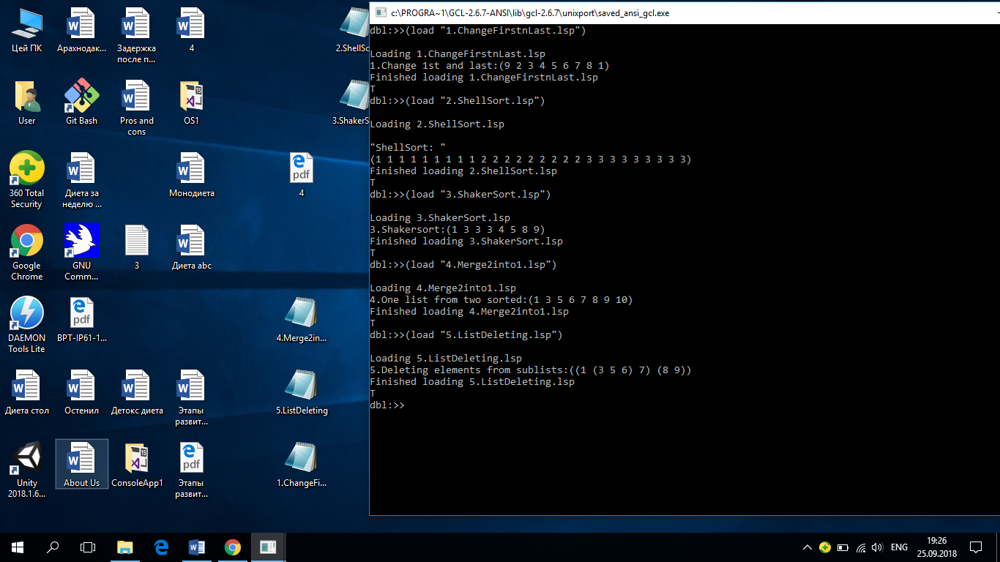 Цей ПК
Арахнодак...
Задержка
после п...
4
2.ShellSc
User
Git Bash
Pros and
cons
OS1
3.ShakerS
360 Total
Security
Диета за
неделю ...
Монодиета
pdf
4
Google
Chrome
GNU
Comm...
3
Диета abc
DAEMON
Tools Lite
pdf
BPT-IP61-1...
4.Merge2in...
Диета стол
Остенил
Детокс диета
Этапы
развит...
5.ListDeleting
Unity
2018.1.6...
About Us
ConsoleApp1
pdf
Этапы
развит...
1.ChangeFi...
c:\PROGRA~1\GCL-2.6.7-ANSI\lib\gcl-2.6.7\unixport\saved_ansi_gcl.exe
dbl:>>(load "1.ChangeFirstnLast.lsp")
Loading 1.ChangeFirstnLast.lsp
1.Change 1st and last:(9 2 3 4 5 6 7 8 1)
Finished loading 1.ChangeFirstnLast.lsp
T
dbl:>>(load "2.ShellSort.lsp")
Loading 2.ShellSort.lsp
"ShellSort: "
(1 1 1 1 1 1 1 1 1 2 2 2 2 2 2 2 2 2 3 3 3 3 3 3 3 3 3)
Finished loading 2.ShellSort.lsp
T
dbl:>>(load "3.ShakerSort.lsp")
Loading 3.ShakerSort.lsp
3.Shakersort:(1 3 3 3 4 5 8 9)
Finished loading 3.ShakerSort.lsp
T
dbl:>>(load "4.Merge2into1.lsp")
Loading 4.Merge2into1.lsp
4.One list from two sorted:(1 3 5 6 7 8 9 10)
Finished loading 4.Merge2into1.lsp
T
dbl:>>(load "5.ListDeleting.lsp")
Loading 5.ListDeleting.lsp
5.Deleting elements from sublists:((1 (3 5 6) 7) (8 9))
Finished loading 5.ListDeleting.lsp
T
dbl:>>
ENG
19:26
25.09.2018